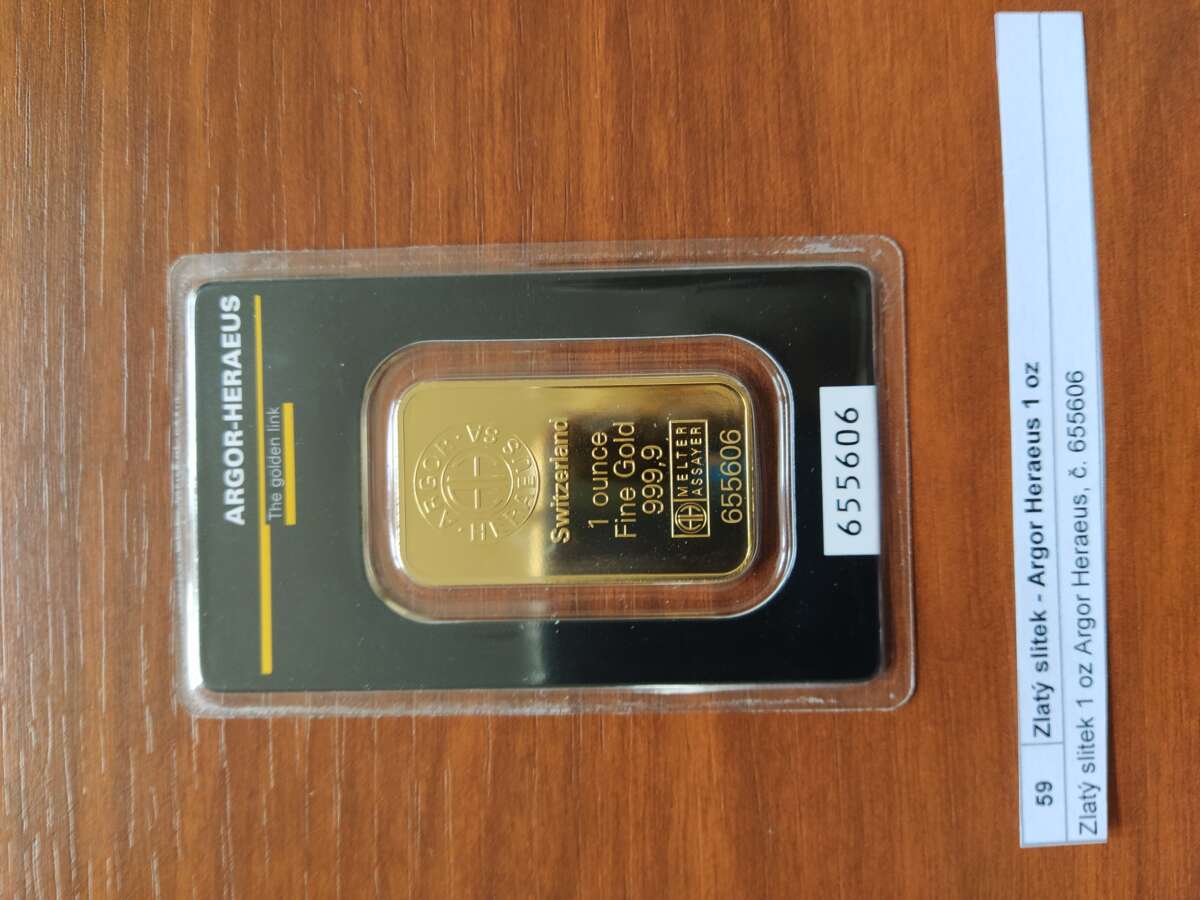 ARGOR-HERAEUS
The golden link
ARGOR-HERAEUS · SA ·
Switzerland
1 ounce
Fine Gold
999,9
MELTER
ASSAYER
655606
655606
59 Zlatý slitek - Argor Heraeus 1 oz
Zlatý slitek 1 oz Argor Heraeus, č. 655606